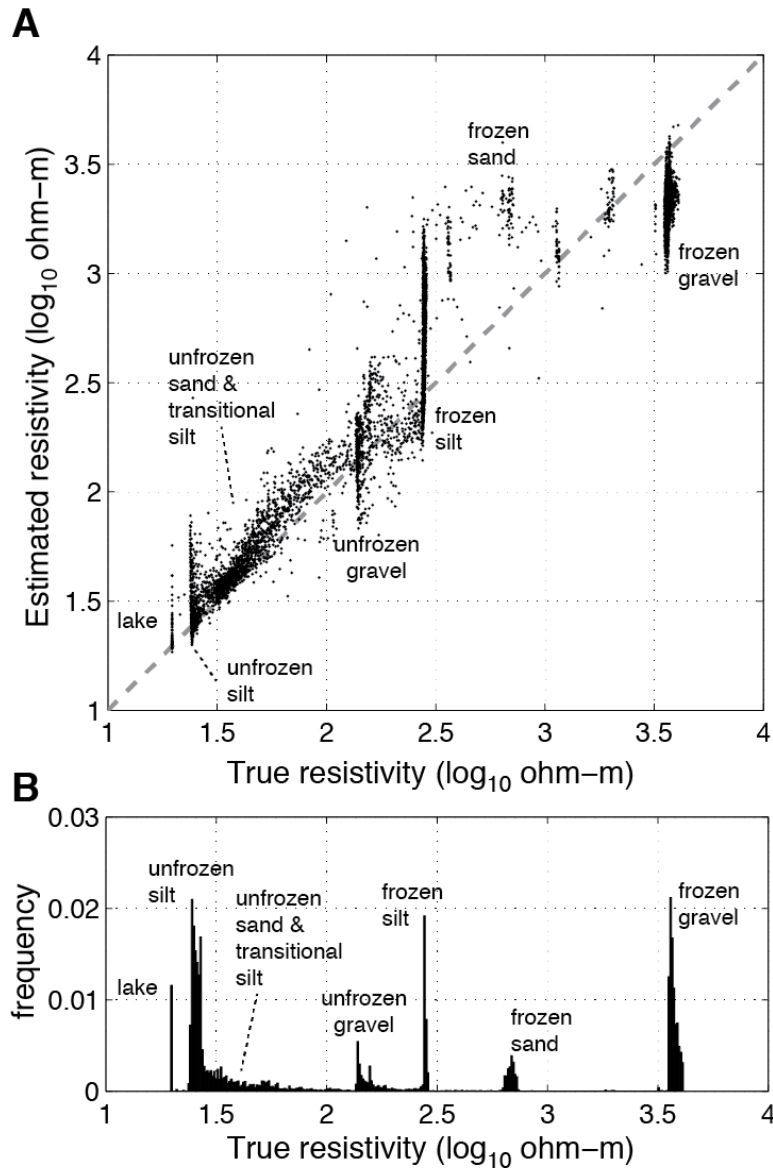 A
4
3.5
3
2.5
2
1.5
1
Estimated resistivity (log10 ohm–m)
frozen
sand
frozen
gravel
unfrozen
sand &
transitional
silt
frozen
silt
unfrozen
gravel
lake
unfrozen
silt
1 1.5 2 2.5 3 3.5 4
True resistivity (log10 ohm–m)
B
0.03
0.02
0.01
0
frequency
unfrozen
silt
unfrozen
sand &
transitional
silt
lake
unfrozen
gravel
frozen
silt
frozen
sand
frozen
gravel
1 1.5 2 2.5 3 3.5 4
True resistivity (log10 ohm–m)